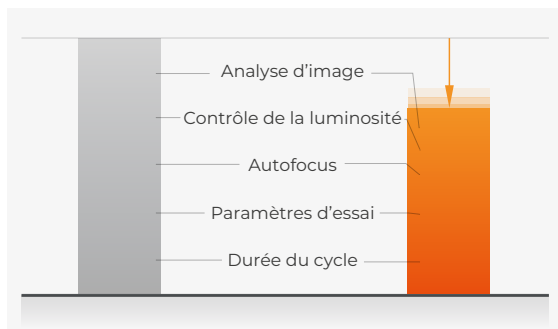 Analyse d’image
Contrôle de la luminosité
Autofocus
Paramètres d’essai
Durée du cycle